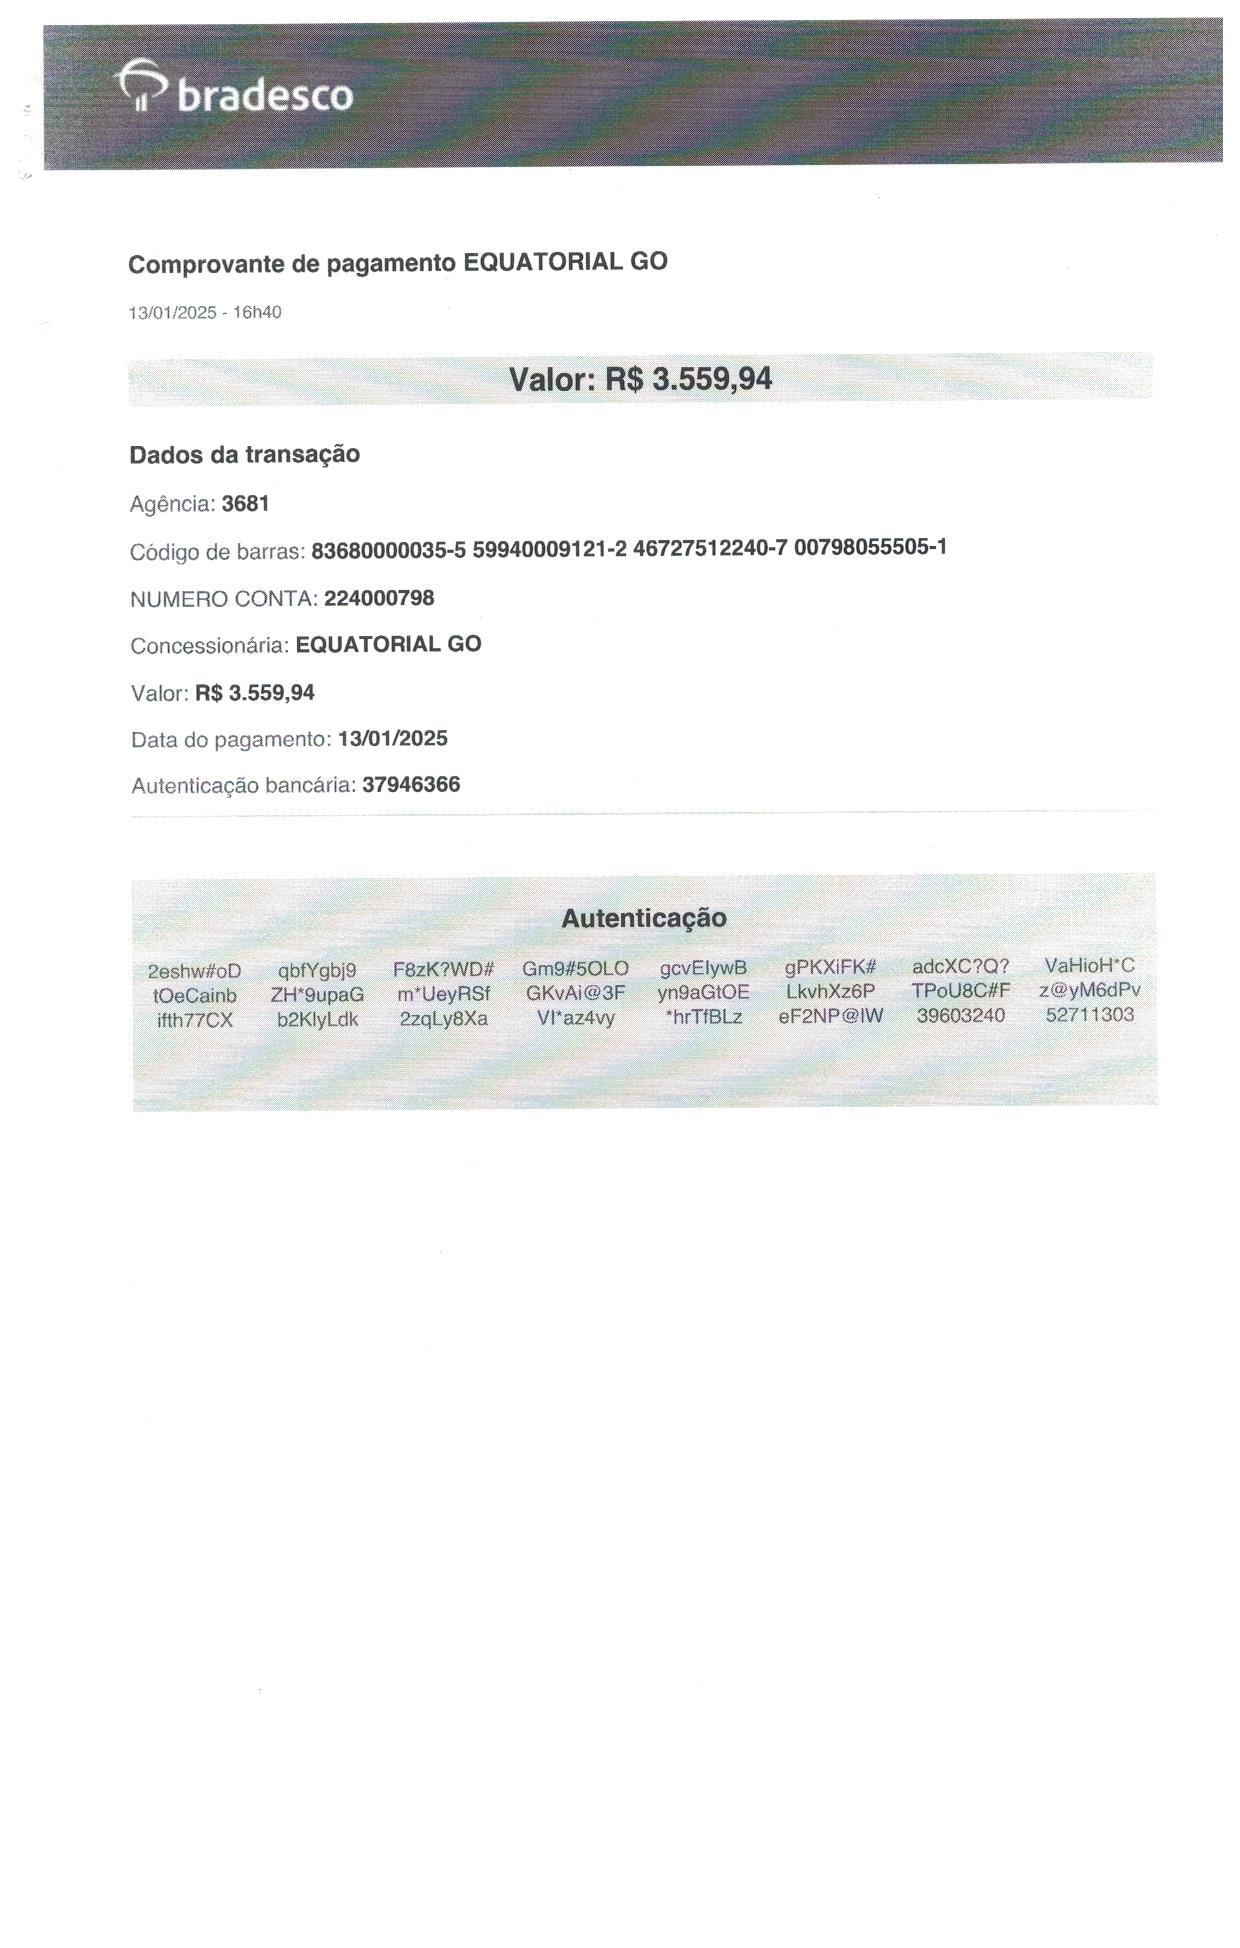 bradesco
Comprovante de pagamento EQUATORIAL GO
13/01/2025 - 16h40
Valor: R$ 3.559,94
Dados da transação
Agência: 3681
Código de barras: 83680000035-5 59940009121-2 46727512240-7 00798055505-1
NUMERO CONTA: 224000798
Concessionária: EQUATORIAL GO
Valor: R$ 3.559,94
Data do pagamento: 13/01/2025
Autenticação bancária: 37946366
Autenticação
2eshw#oD qbfYgbj9 F8zK?WD# Gm9#5OLO gcvElywB gPKXiFK# adcXC?Q? VaHioH*C
tOeCainb ZH*9upaG m*UeyRSf GKvAi@3F yn9aGtOE LkvhXz6P TPoU8C#F z@yM6dPv
ifth77CX b2KlyLdk 2zqLy8Xa Vl*az4vy *hrTfBLz eF2NP@lW 39603240 52711303